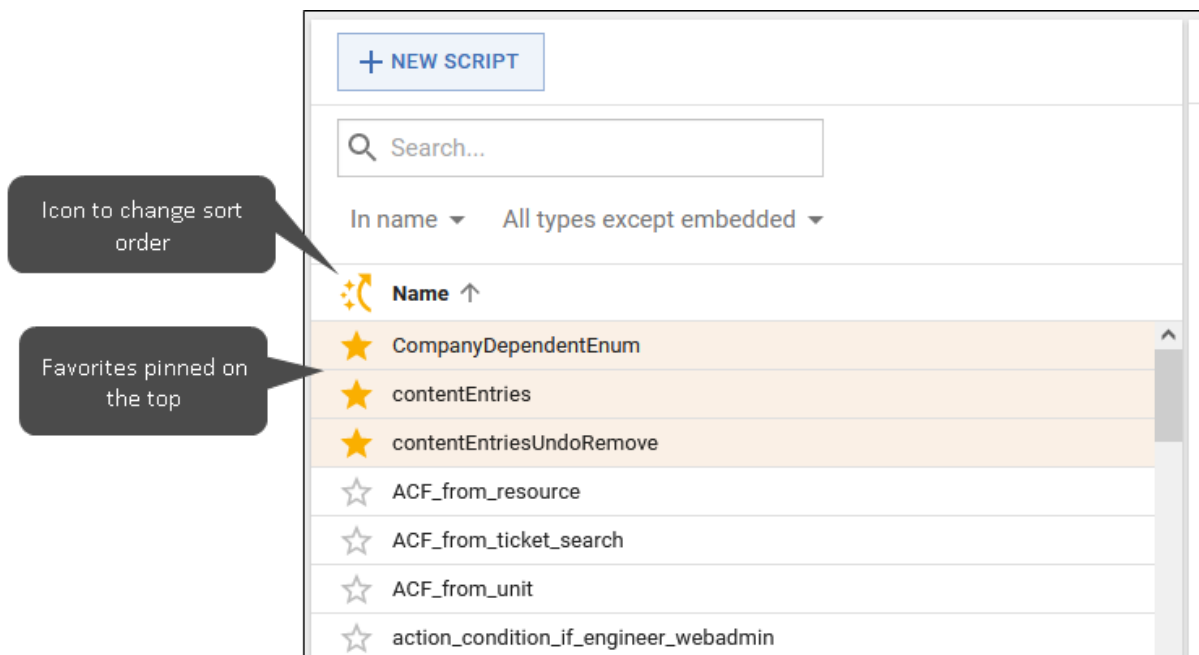 NEW SCRIPT
Search...
Icon to change sort
order
In name
All types except embedded
Name
Favorites pinned on
the top
CompanyDependentEnum
contentEntries
contentEntriesUndoRemove
ACF_from_resource
ACF_from_ticket_search
ACF_from_unit
action_condition_if_engineer_webadmin